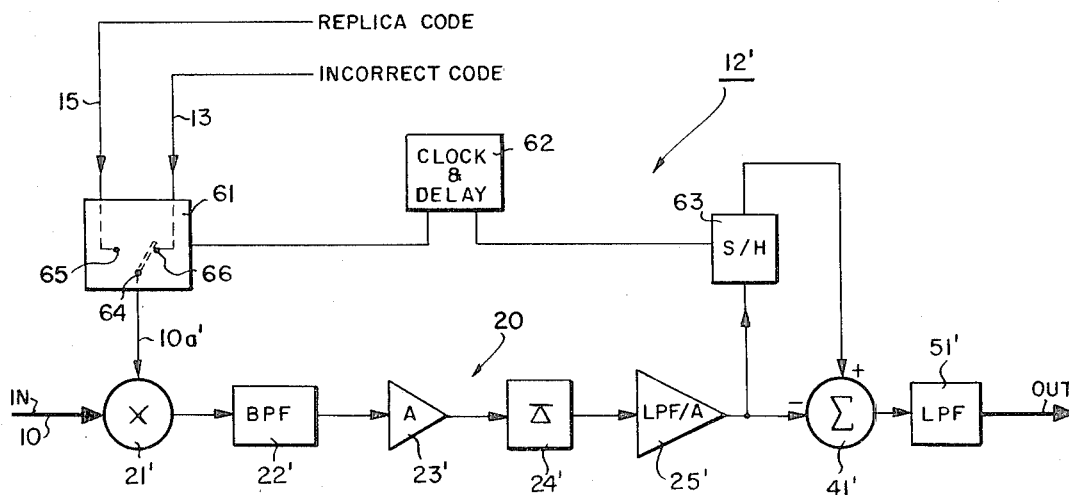 REPLICA CODE
INCORRECT CODE
12'
15
13
61
CLOCK
&
DELAY
62
63
S/H
65
66
64
10a'
20
51'
IN
10
X
BPF
A
Δ
LPF/A
+
−
Σ
LPF
OUT
21'
22'
23'
24'
25'
41'